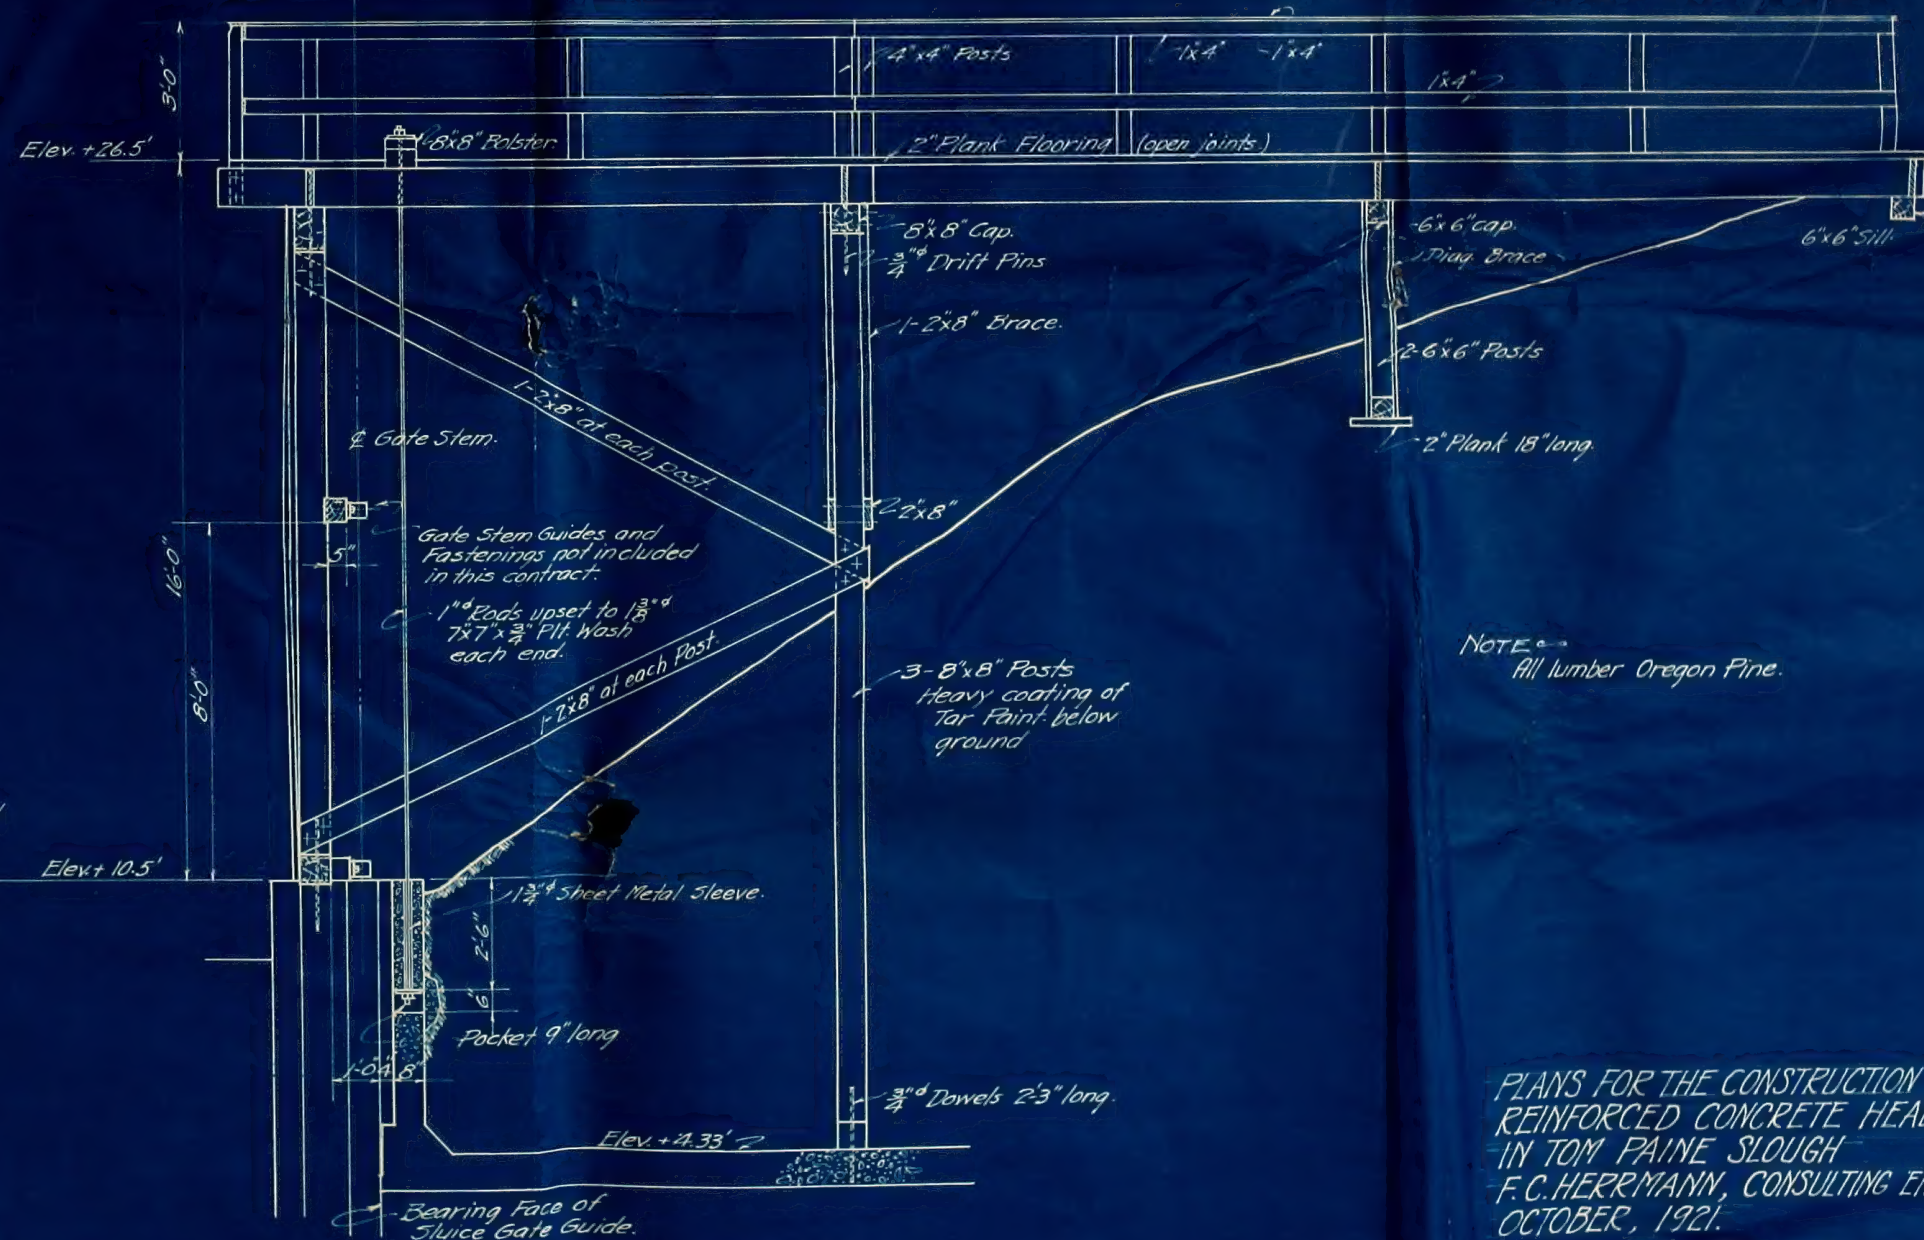 4"x4" Posts
1"x4"
1"x4"
1"x4"
3'-0"
8"x8" Bolster.
2" Plank Flooring (open joints.)
Elev. +26.5'
8"x8" Cap.
3/4"ф Drift Pins
6"x6" cap.
Diag. Brace
6"x6" Sill.
1-2"x8" Brace.
2-6"x6" Posts
1-2"x8" at each post.
¢ Gate Stem.
2" Plank 18" long.
2"x8"
Gate Stem Guides and
Fastenings not included
in this contract.
5"
16'-0"
1"ф Rods upset to 1 3/8"ф
7"x7"x 3/4" Plt. Wash
each end.
8'-0"
1-2"x8" at each Post.
NOTE
All lumber Oregon Pine.
3-8"x8" Posts
Heavy coating of
Tar Paint below
ground
Elev.+ 10.5'
1 3/4"ф Sheet Metal Sleeve.
2'-6"
6"
Pocket 9" long
1'-0"
4"
8"
3/4"ф Dowels 2'-3" long.
Elev. +4.33'
Bearing Face of
Sluice Gate Guide.
PLANS FOR THE CONSTRUCTION
REINFORCED CONCRETE
IN TOM PAINE SLOUGH
F.C. HERRMANN, CONSULTING
OCTOBER, 1921.